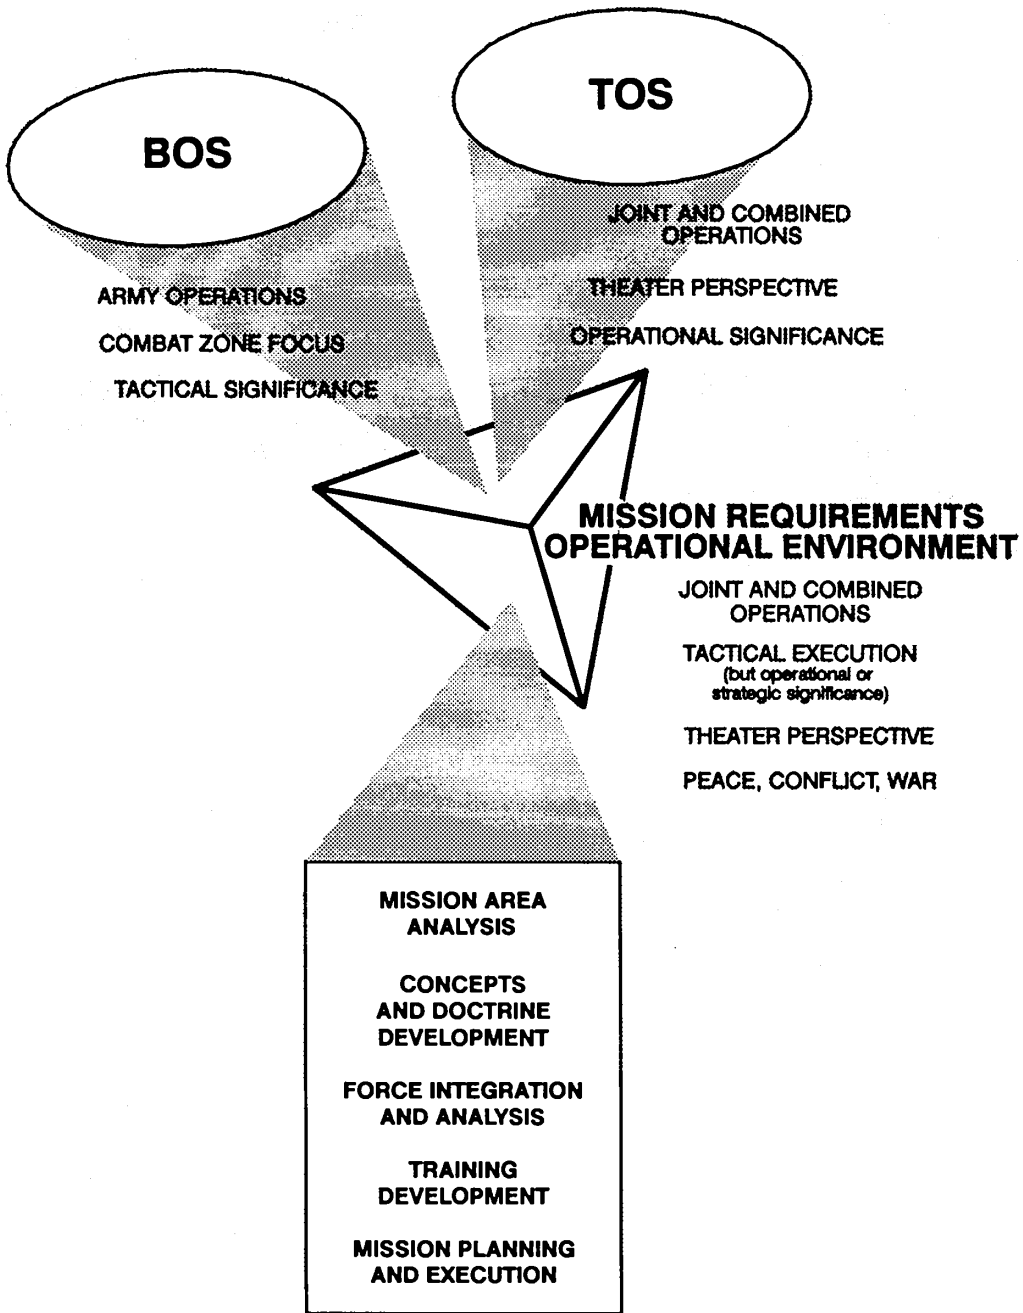 BOS
TOS
ARMY OPERATIONS
COMBAT ZONE FOCUS
TACTICAL SIGNIFICANCE
JOINT AND COMBINED
OPERATIONS
THEATER PERSPECTIVE
OPERATIONAL SIGNIFICANCE
MISSION REQUIREMENTS
OPERATIONAL ENVIRONMENT
JOINT AND COMBINED
OPERATIONS
TACTICAL EXECUTION
(but operational or
strategic significance)
THEATER PERSPECTIVE
PEACE, CONFLICT, WAR
MISSION AREA
ANALYSIS
CONCEPTS
AND DOCTRINE
DEVELOPMENT
FORCE INTEGRATION
AND ANALYSIS
TRAINING
DEVELOPMENT
MISSION PLANNING
AND EXECUTION